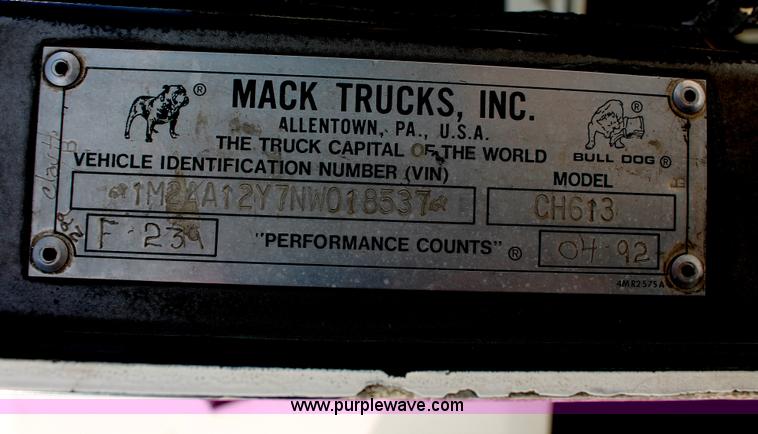 MACK TRUCKS, INC.
ALLENTOWN, PA., U.S.A.
THE TRUCK CAPITAL OF THE WORLD
BULL DOG ®
VEHICLE IDENTIFICATION NUMBER (VIN)
MODEL
1M2AA12Y7NW018537
CH613
F-239
"PERFORMANCE COUNTS" ®
04-92
4MR2575A
www.purplewave.com